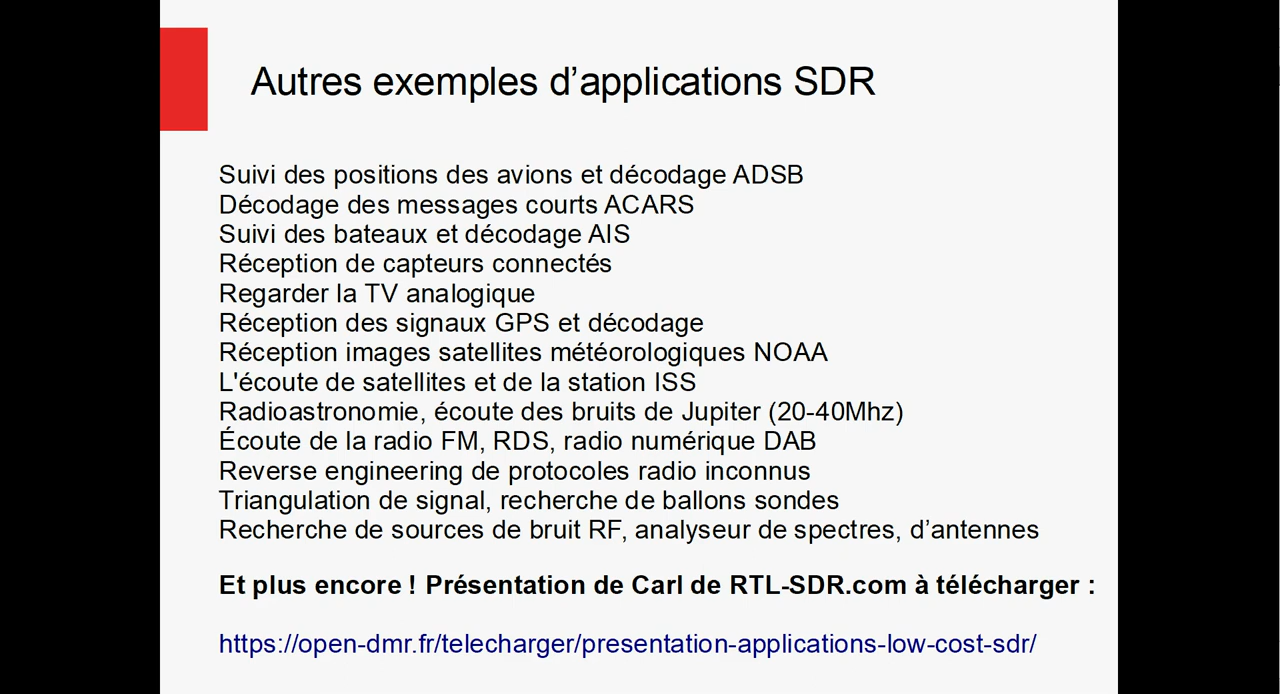 Autres exemples d’applications SDR
Suivi des positions des avions et décodage ADSB
Décodage des messages courts ACARS
Suivi des bateaux et décodage AIS
Réception de capteurs connectés
Regarder la TV analogique
Réception des signaux GPS et décodage
Réception images satellites météorologiques NOAA
L'écoute de satellites et de la station ISS
Radioastronomie, écoute des bruits de Jupiter (20-40Mhz)
Écoute de la radio FM, RDS, radio numérique DAB
Reverse engineering de protocoles radio inconnus
Triangulation de signal, recherche de ballons sondes
Recherche de sources de bruit RF, analyseur de spectres, d’antennes
Et plus encore ! Présentation de Carl de RTL-SDR.com à télécharger :
https://open-dmr.fr/telecharger/presentation-applications-low-cost-sdr/